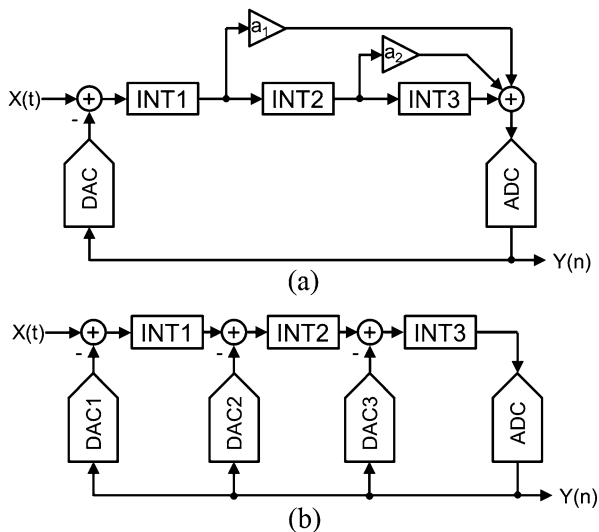 a1
a2
X(t) + INT1 INT2 INT3 +
-
DAC ADC
Y(n)
(a)
X(t) + INT1 + INT2 + INT3
- - -
DAC1 DAC2 DAC3 ADC
Y(n)
(b)